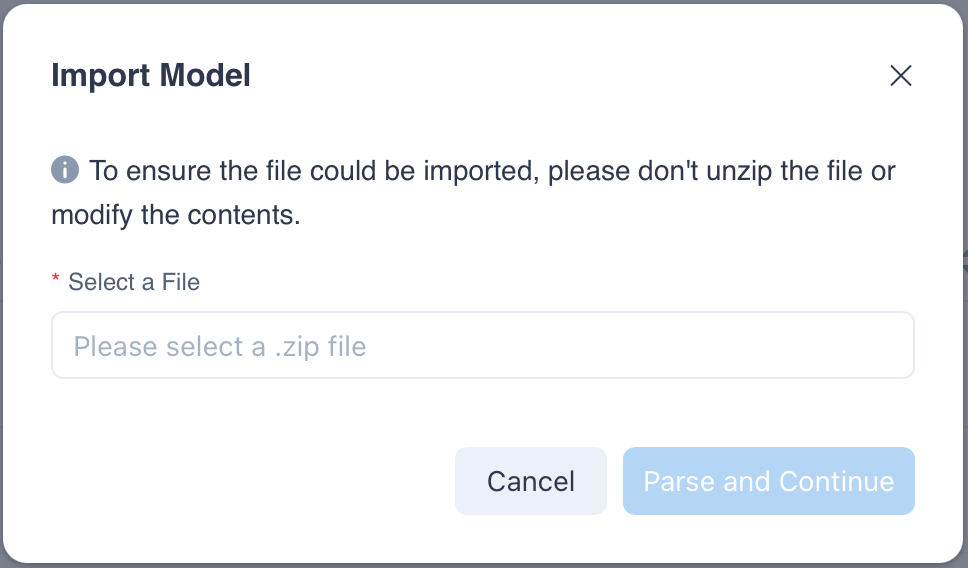 Import Model
To ensure the file could be imported, please don't unzip the file or
modify the contents.
* Select a File
Please select a .zip file
Cancel Parse and Continue